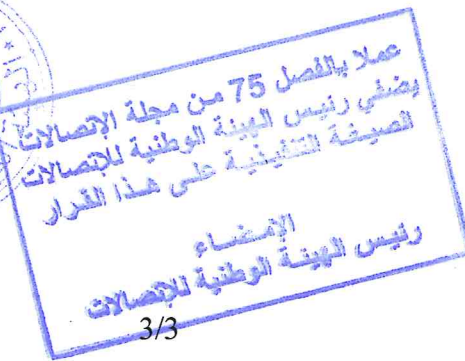 عملا بالفصل 75 من مجلة الإتصالات
يضفي رئيس الهيئة الوطنية للإتصالات
الصيغة التنفيذية على هذا القرار
الإمضاء
رئيس الهيئة الوطنية للإتصالات
3/3